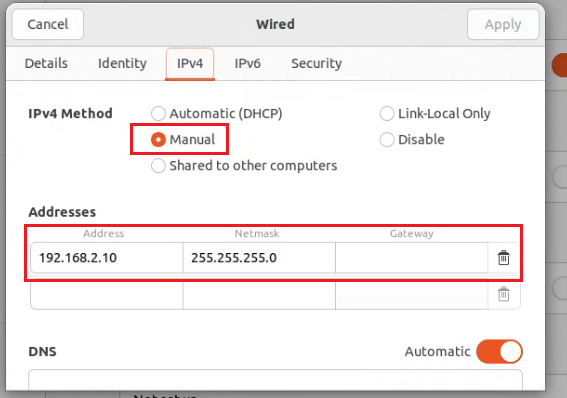 Cancel Wired Apply
Details Identity IPv4 IPv6 Security
IPv4 Method Automatic (DHCP) Link-Local Only
Manual Disable
Shared to other computers
Addresses
Address Netmask Gateway
192.168.2.10 255.255.255.0
DNS Automatic